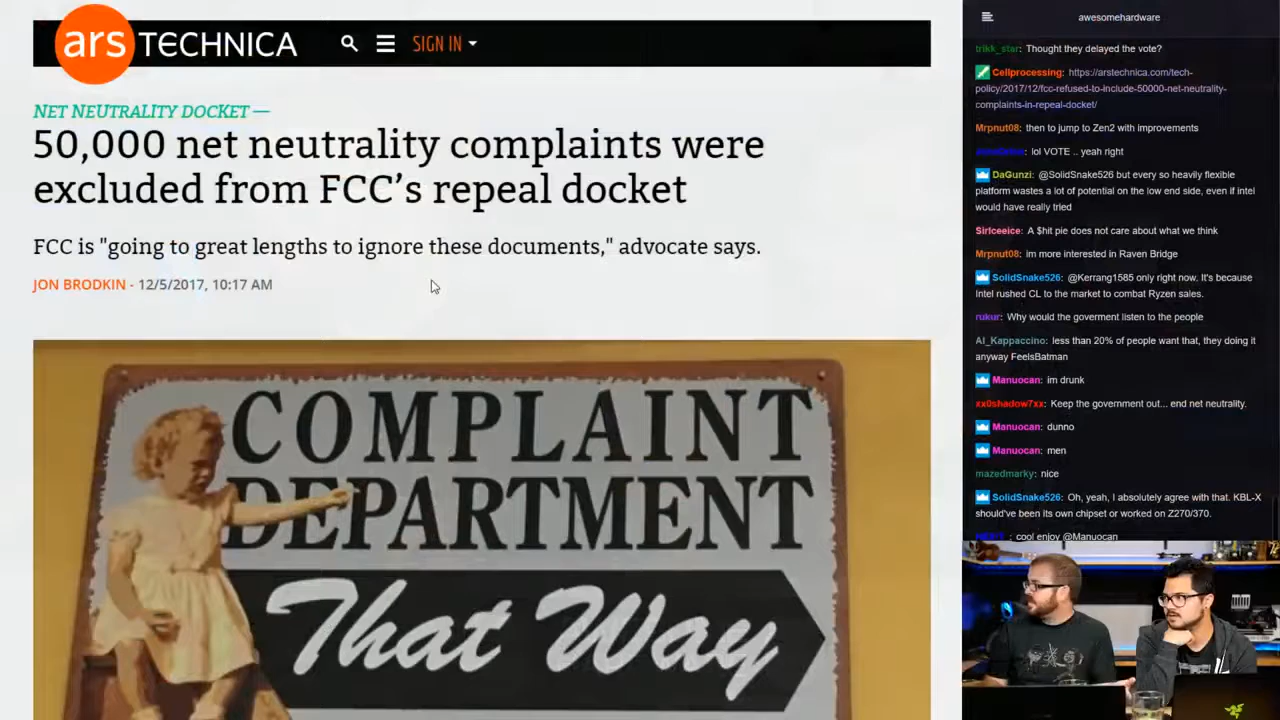 ars TECHNICA
SIGN IN
NET NEUTRALITY DOCKET —
50,000 net neutrality complaints were
excluded from FCC’s repeal docket
FCC is "going to great lengths to ignore these documents," advocate says.
JON BRODKIN - 12/5/2017, 10:17 AM
COMPLAINT
DEPARTMENT
That Way
awesomehardware
trikk_star: Thought they delayed the vote?
Cellprocessing: https://arstechnica.com/tech-
policy/2017/12/fcc-refused-to-include-50000-net-neutrality-
complaints-in-repeal-docket/
Mrpnut08: then to jump to Zen2 with improvements
: lol VOTE .. yeah right
DaGunzi: @SolidSnake526 but every so heavily flexible
platform wastes a lot of potential on the low end side, even if intel
would have really tried
SirIceeice: A $hit pie does not care about what we think
Mrpnut08: im more interested in Raven Bridge
SolidSnake526: @Kerrang1585 only right now. It's because
Intel rushed CL to the market to combat Ryzen sales.
rukur: Why would the goverment listen to the people
Al_Kappaccino: less than 20% of people want that, they doing it
anyway FeelsBatman
Manuocan: im drunk
xx0shadow7xx: Keep the government out... end net neutrality.
Manuocan: dunno
Manuocan: men
mazedmarky: nice
SolidSnake526: Oh, yeah, I absolutely agree with that. KBL-X
should've been its own chipset or worked on Z270/370.
: cool enjoy @Manuocan